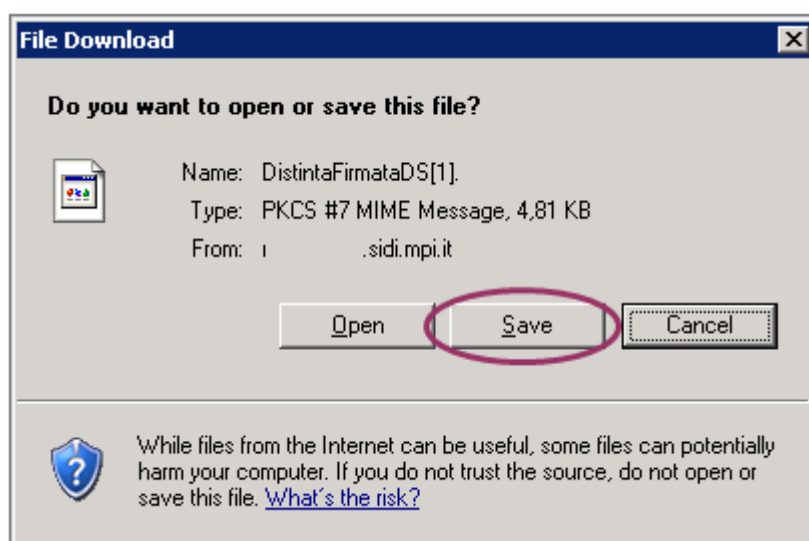 File Download
Do you want to open or save this file?
Name: DistintaFirmataDS[1].
Type: PKCS #7 MIME Message, 4,81 KB
From: .sidi.mpi.it
Open Save Cancel
While files from the Internet can be useful, some files can potentially
harm your computer. If you do not trust the source, do not open or
save this file. What's the risk?